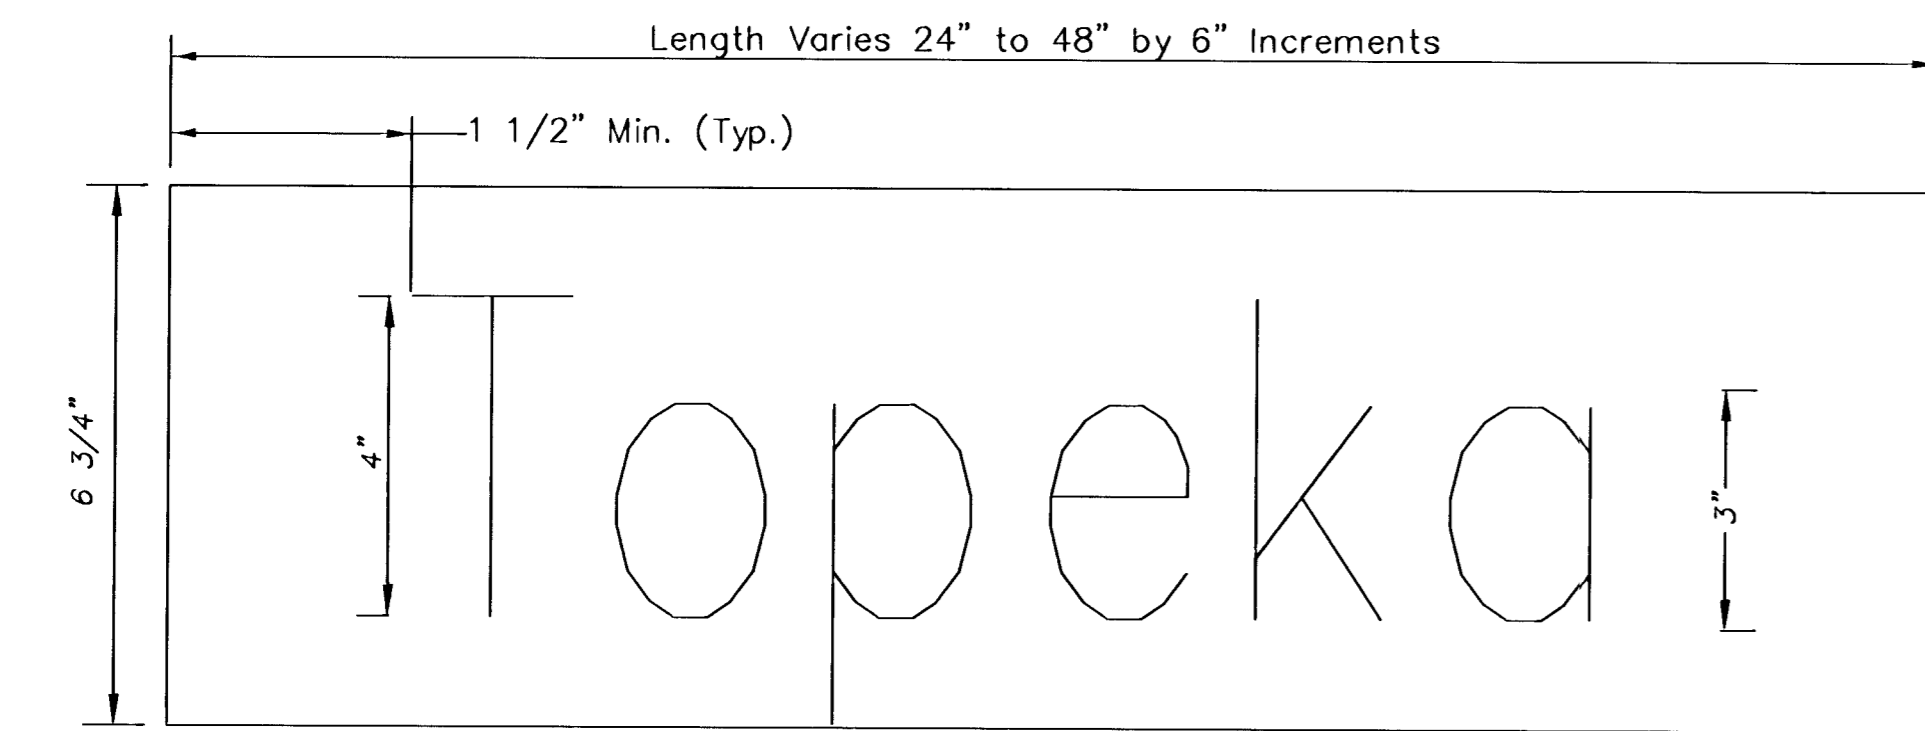 Length Varies 24" to 48" by 6" Increments
1 1/2" Min. (Typ.)
6 3/4"
4"
Topeka
3"